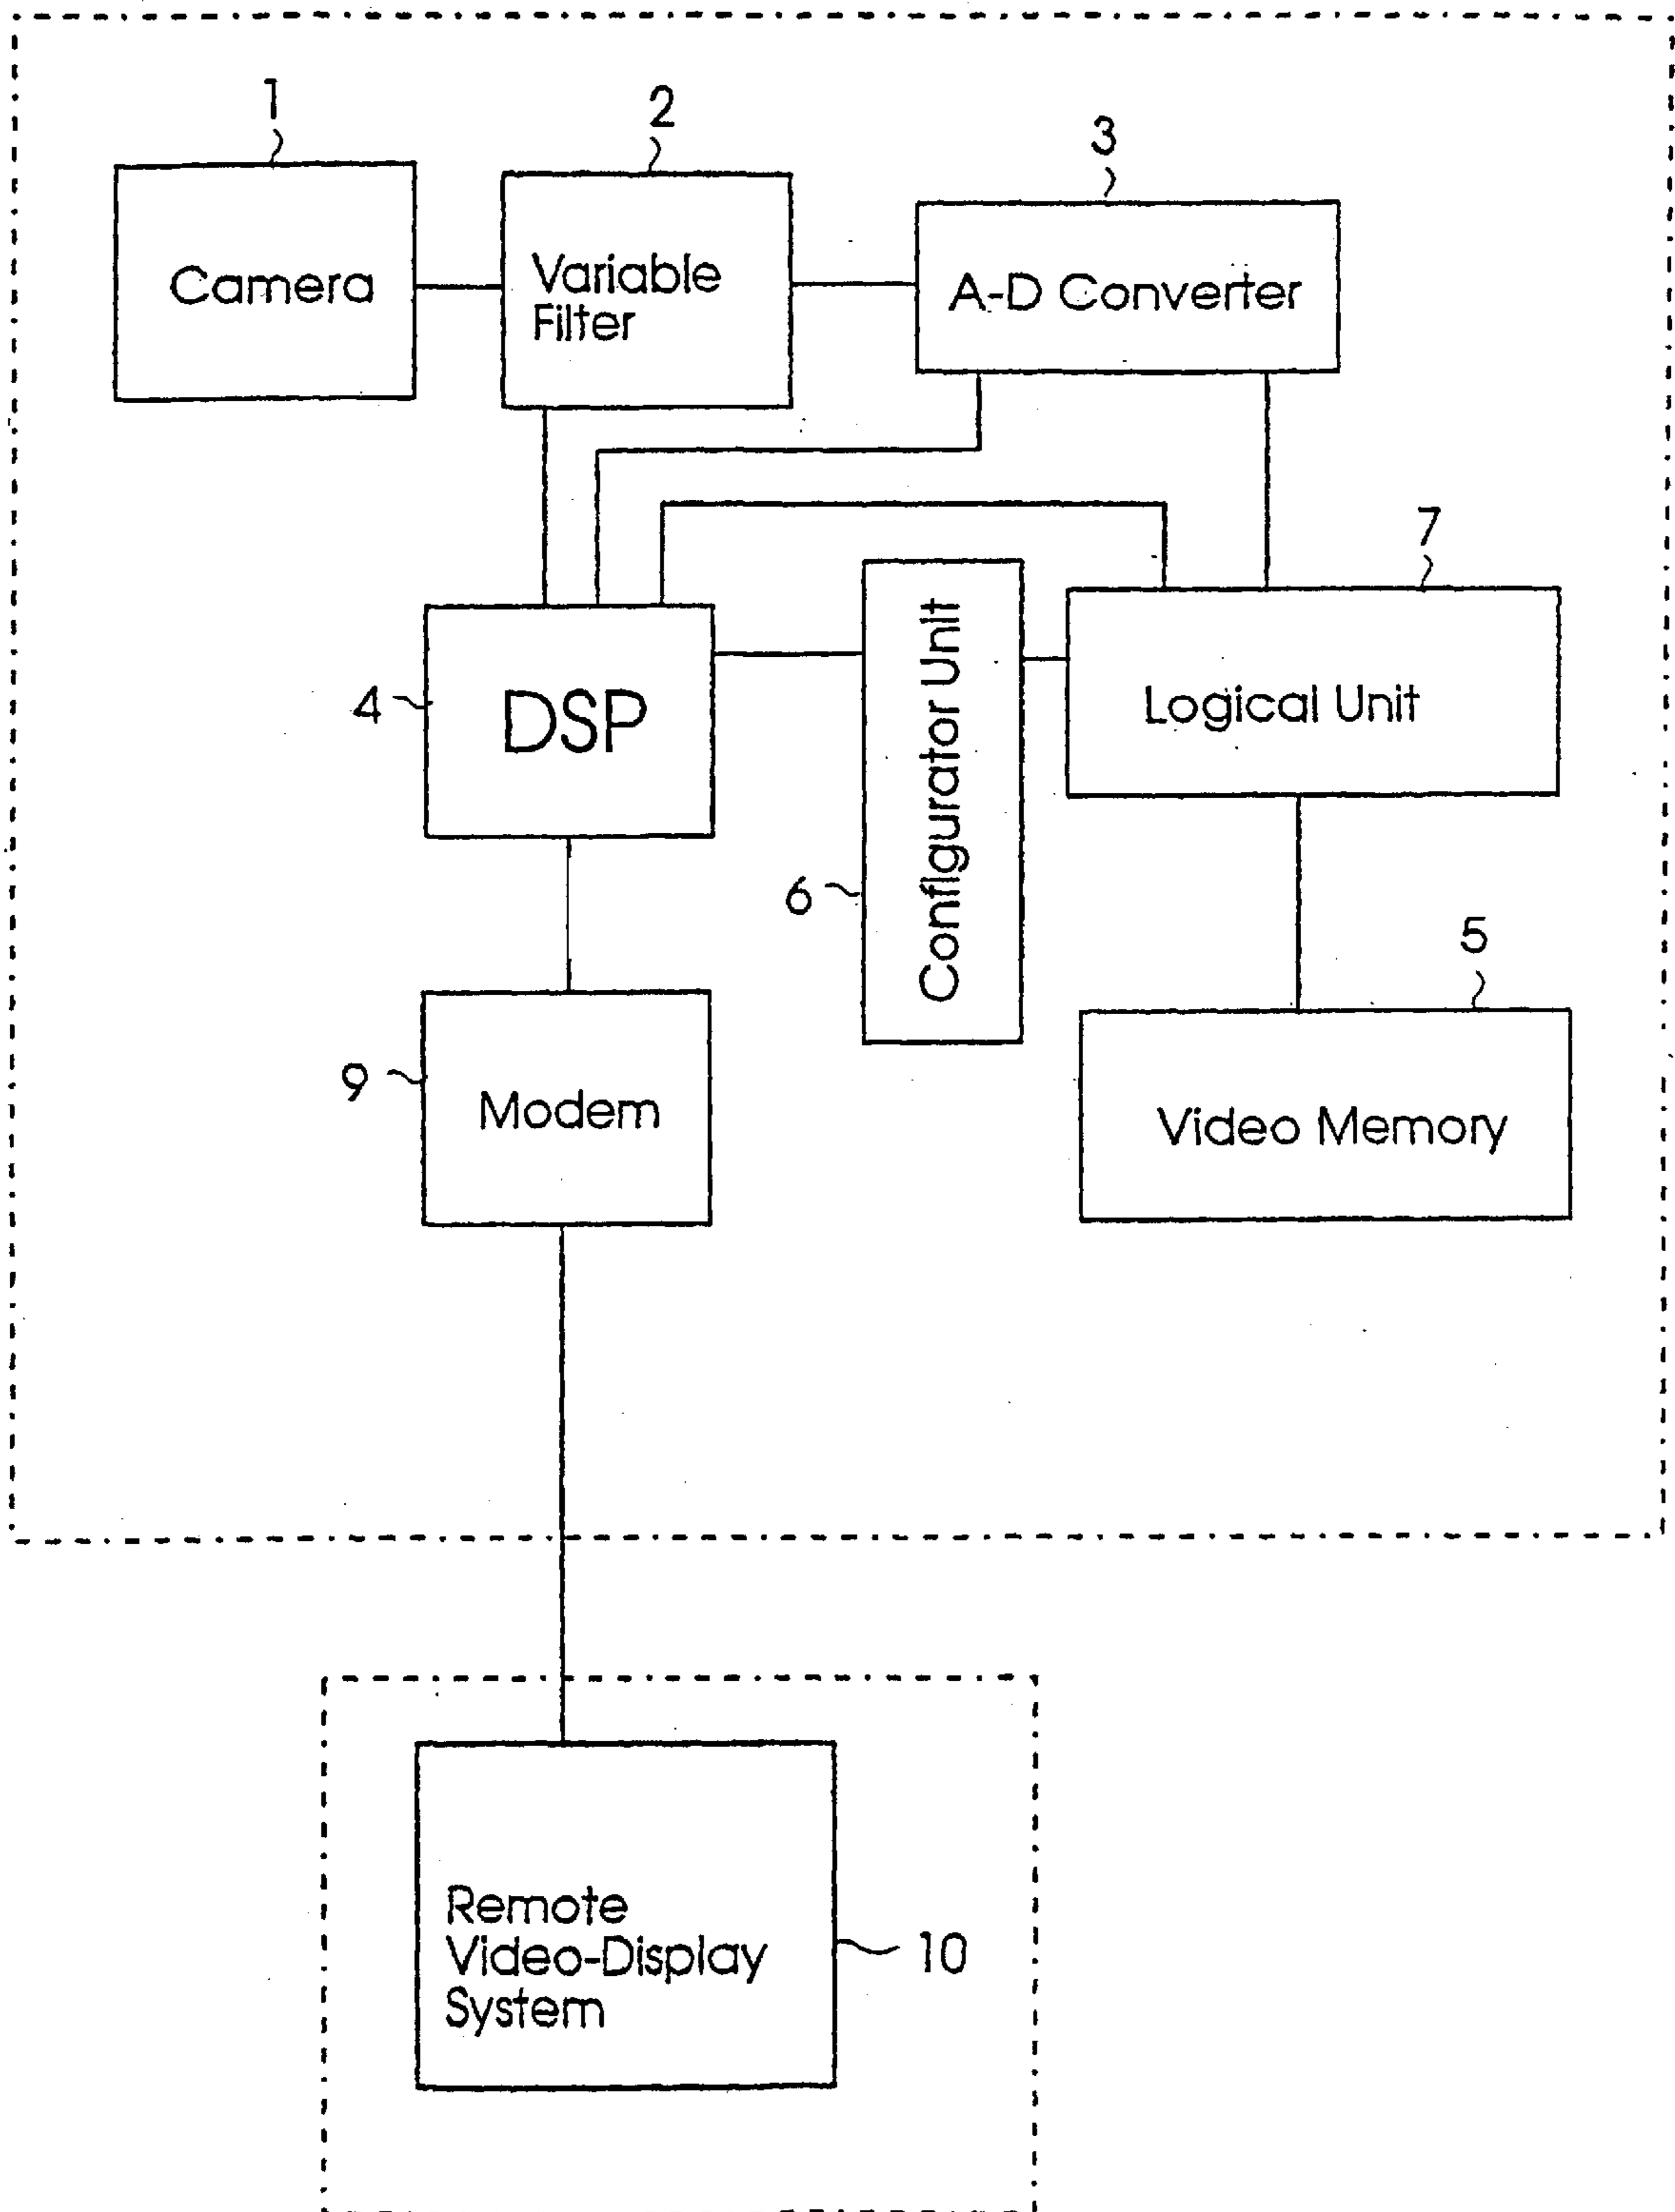 1
2
3
Camera
Variable
Filter
A-D Converter
7
4
DSP
Configurator Unit
Logical Unit
6
5
9
Modem
Video Memory
Remote
Video-Display
System
10